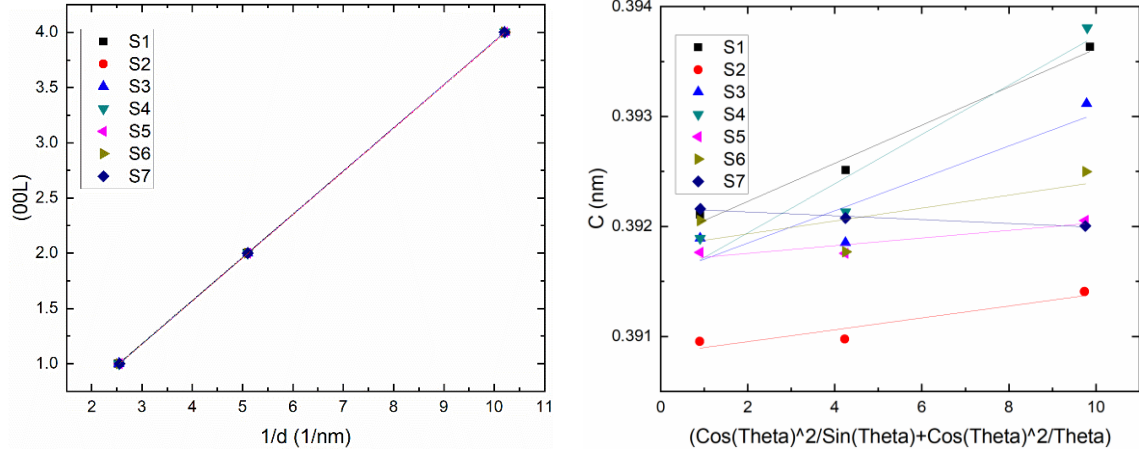 4.0
3.5
3.0
2.5
2.0
1.5
1.0
(00L)
S1
S2
S3
S4
S5
S6
S7
2 3 4 5 6 7 8 9 10 11
1/d (1/nm)
0.394
0.393
0.392
0.391
C (nm)
S1
S2
S3
S4
S5
S6
S7
0 2 4 6 8 10
(Cos(Theta)^2/Sin(Theta)+Cos(Theta)^2/Theta)